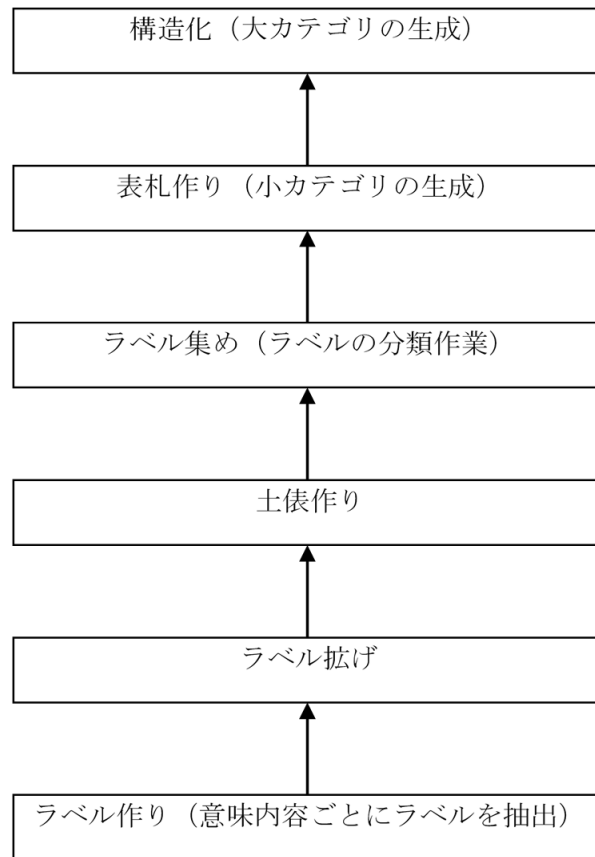 構造化（大カテゴリの生成）
表札作り（小カテゴリの生成）
ラベル集め（ラベルの分類作業）
土俵作り
ラベル拡げ
ラベル作り（意味内容ごとにラベルを抽出）